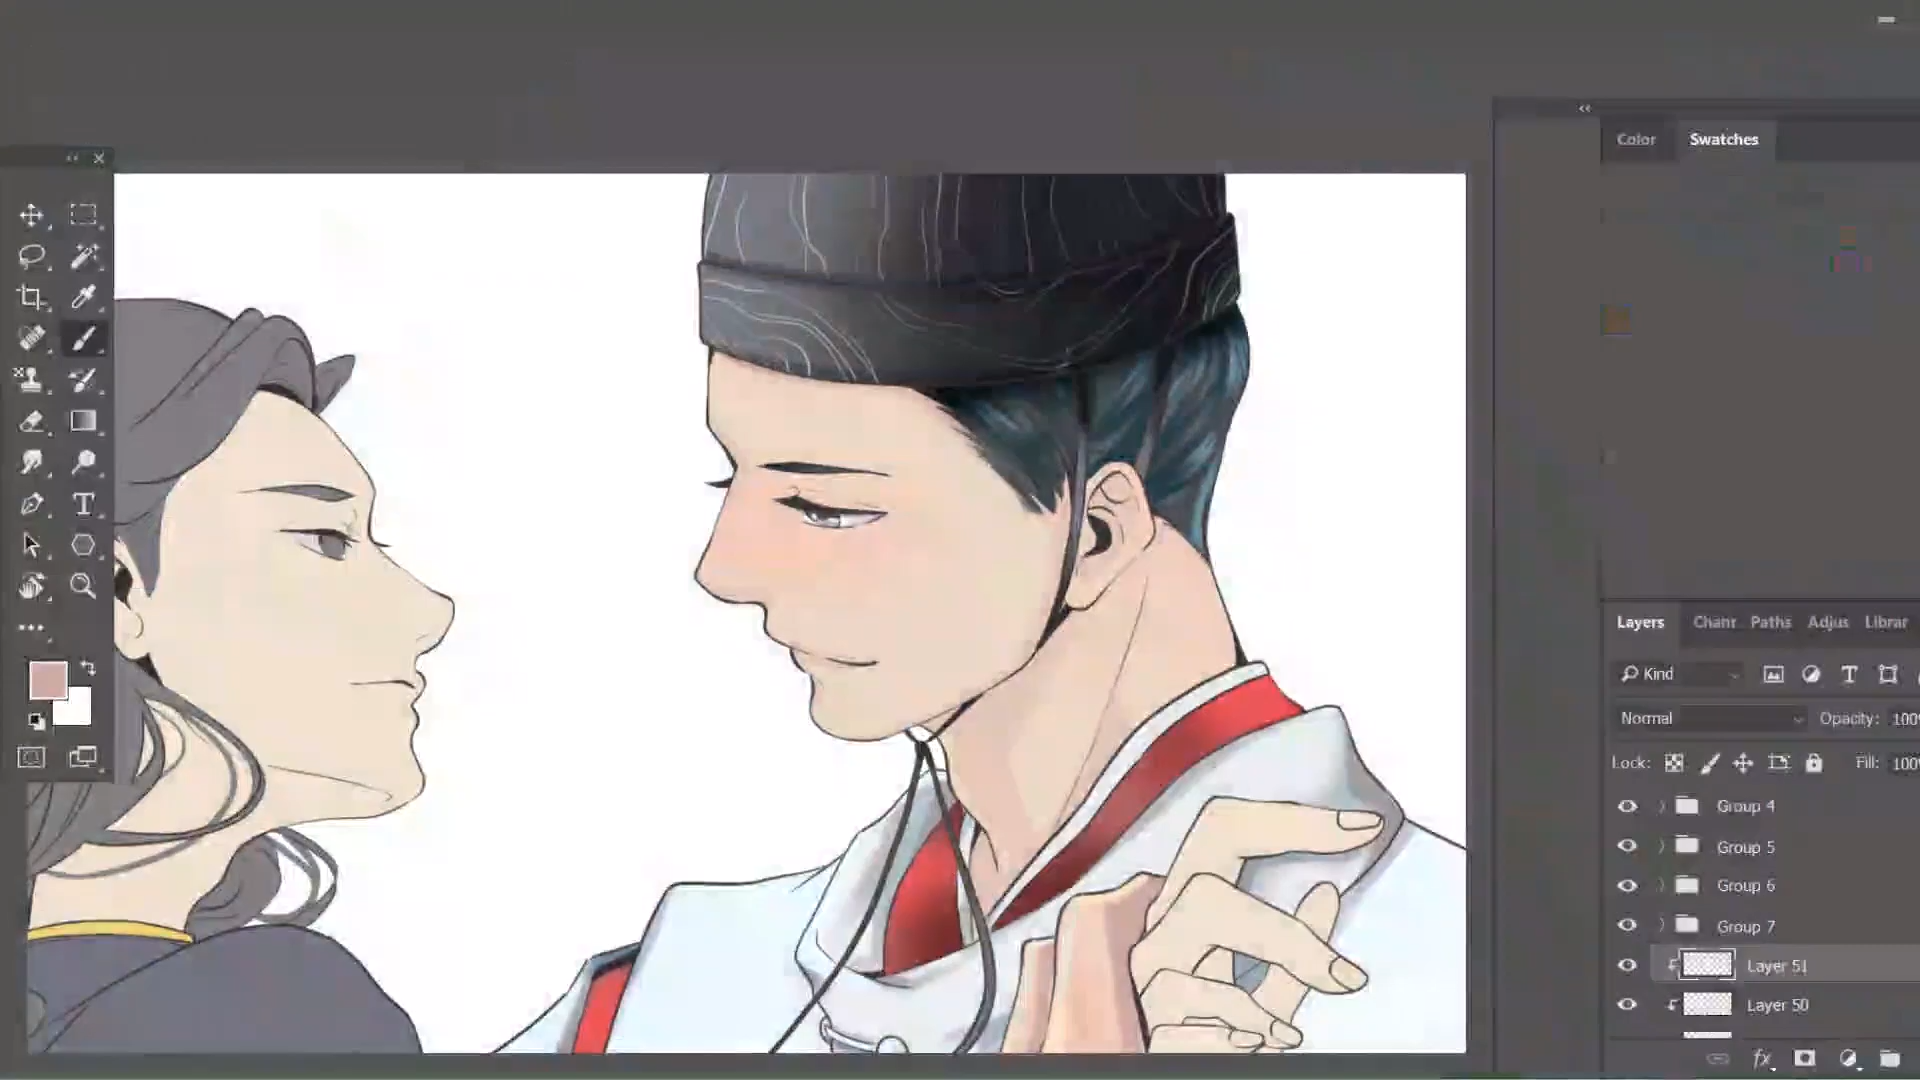 Color Swatches
Layers Chanr Paths Adjus Librar
Kind
Normal Opacity: 100%
Lock: Fill: 100%
Group 4
Group 5
Group 6
Group 7
Layer 51
Layer 50
fx